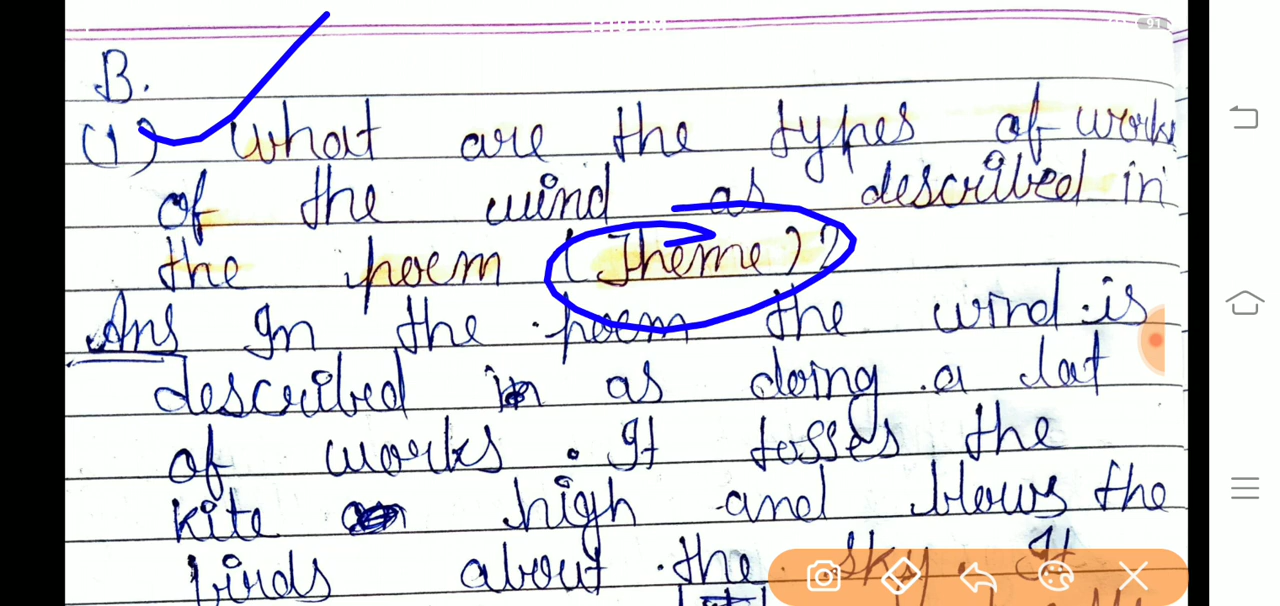 B.
(1) What are the types of works
of the wind as described in
the poem (Theme)?
Ans In the poem the wind is
described as doing a lot
of works. It tosses the
kite high and blows the
birds about the sky. It